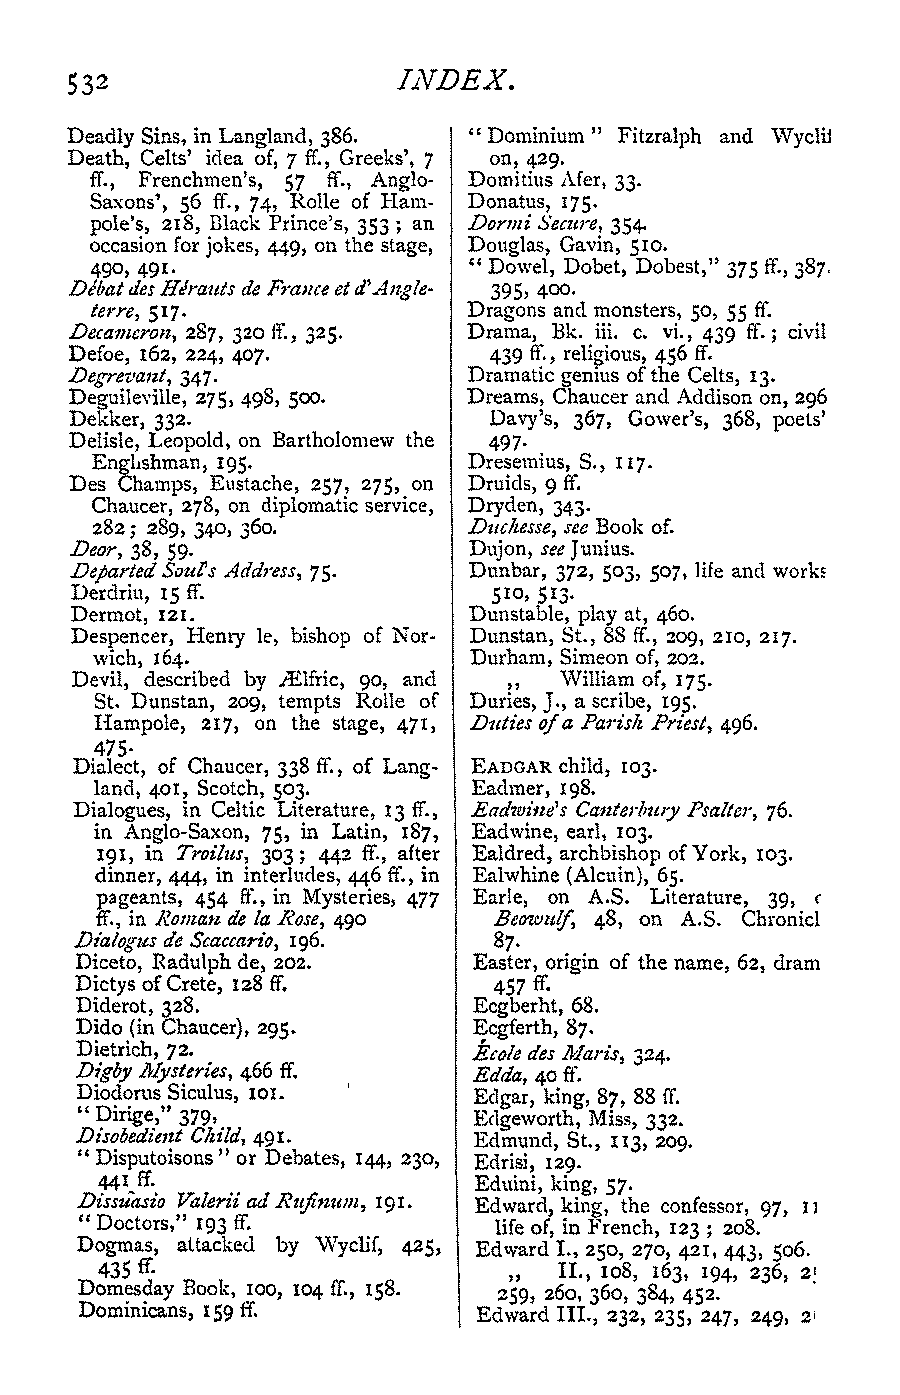 532
INDEX.
Deadly Sins, in Langland, 386.
Death, Celts' idea of, 7 ff., Greeks', 7
ff., Frenchmen's, 57 ff., Anglo-
Saxons', 56 ff., 74, Rolle of Ham-
pole's, 218, Black Prince's, 353; an
occasion for jokes, 449, on the stage,
490, 491.
Débat des Hérauts de France et d'Angle-
terre, 517.
Decameron, 287, 320 ff., 325.
Defoe, 162, 224, 407.
Degrevant, 347.
Deguileville, 275, 498, 500.
Dekker, 332.
Delisle, Leopold, on Bartholomew the
Englishman, 195.
Des Champs, Eustache, 257, 275, on
Chaucer, 278, on diplomatic service,
282; 289, 340, 360.
Deor, 38, 59.
Departed Soul's Address, 75.
Derdriu, 15 ff.
Dermot, 121.
Despencer, Henry le, bishop of Nor-
wich, 164.
Devil, described by Ælfric, 90, and
St. Dunstan, 209, tempts Rolle of
Hampole, 217, on the stage, 471,
475.
Dialect, of Chaucer, 338 ff., of Lang-
land, 401, Scotch, 503.
Dialogues, in Celtic Literature, 13 ff.,
in Anglo-Saxon, 75, in Latin, 187,
191, in Troilus, 303; 442 ff., after
dinner, 444, in interludes, 446 ff., in
pageants, 454 ff., in Mysteries, 477
ff., in Roman de la Rose, 490
Dialogus de Scaccario, 196.
Diceto, Radulph de, 202.
Dictys of Crete, 128 ff.
Diderot, 328.
Dido (in Chaucer), 295.
Dietrich, 72.
Digby Mysteries, 466 ff.
Diodorus Siculus, 101.
"Dirige," 379,
Disobedient Child, 491.
"Disputoisons" or Debates, 144, 230,
441 ff.
Dissuasio Valerii ad Rufinum, 191.
"Doctors," 193 ff.
Dogmas, attacked by Wyclif, 425,
435 ff.
Domesday Book, 100, 104 ff., 158.
Dominicans, 159 ff.
"Dominium" Fitzralph and
on, 429.
Domitius Afer, 33.
Donatus, 175.
Dormi Secure, 354.
Douglas, Gavin, 510.
"Dowel, Dobet, Dobest," 375 ff., 387,
395, 400.
Dragons and monsters, 50, 55 ff.
Drama, Bk. iii. c. vi., 439 ff.; civil
439 ff., religious, 456 ff.
Dramatic genius of the Celts, 13.
Dreams, Chaucer and Addison on, 296
Davy's, 367, Gower's, 368, poets'
497.
Dresemius, S., 117.
Druids, 9 ff.
Dryden, 343.
Duchesse, see Book of.
Dujon, see Junius.
Dunbar, 372, 503, 507, life and works
510, 513.
Dunstable, play at, 460.
Dunstan, St., 88 ff., 209, 210, 217.
Durham, Simeon of, 202.
,, William of, 175.
Duries, J., a scribe, 195.
Duties of a Parish Priest, 496.
EADGAR child, 103.
Eadmer, 198.
Eadwine's Canterbury Psalter, 76.
Eadwine, earl, 103.
Ealdred, archbishop of York, 103.
Ealwhine (Alcuin), 65.
Earle, on A.S. Literature, 39,
Beowulf, 48, on A.S. Chronicl
87.
Easter, origin of the name, 62, dram
457 ff.
Ecgberht, 68.
Ecgferth, 87.
École des Maris, 324.
Edda, 40 ff.
Edgar, king, 87, 88 ff.
Edgeworth, Miss, 332.
Edmund, St., 113, 209.
Edrisi, 129.
Eduini, king, 57.
Edward, king, the confessor, 97,
life of, in French, 123; 208.
Edward I., 250, 270, 421, 443, 506.
,, II., 108, 163, 194, 236,
259, 260, 360, 384, 452.
Edward III., 232, 235, 247, 249,